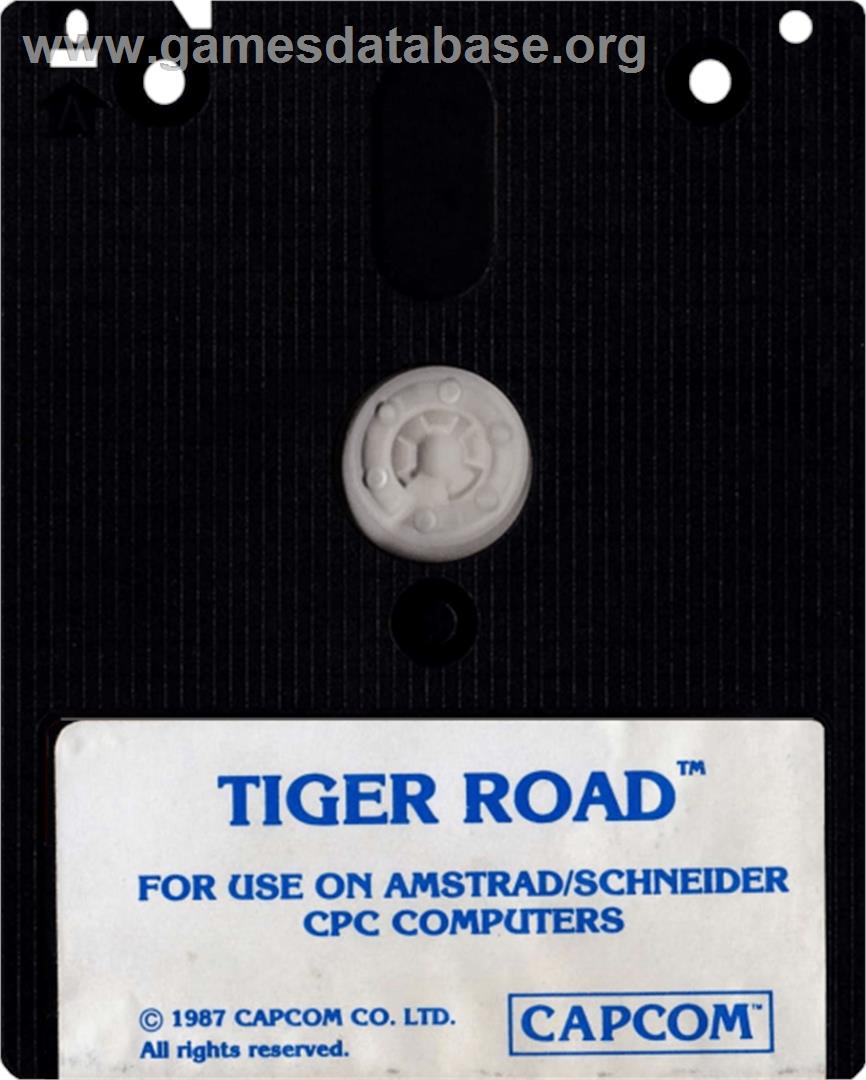 www.gamesdatabase.org
A
TIGER ROAD™
FOR USE ON AMSTRAD/SCHNEIDER
CPC COMPUTERS
© 1987 CAPCOM CO. LTD.
All rights reserved.
CAPCOM™